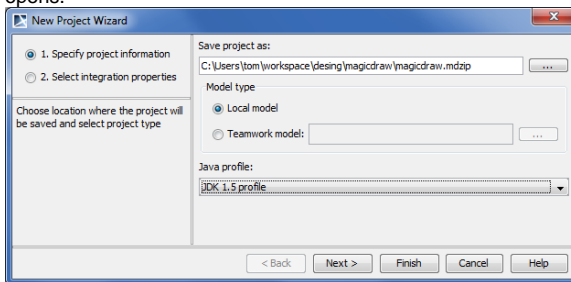 opens.
New Project Wizard
1. Specify project information
2. Select integration properties
Choose location where the project will
be saved and select project type
Save project as:
C:\Users\tom\workspace\desing\magicdraw\magicdraw.mdzip
...
Model type
Local model
Teamwork model:
...
Java profile:
JDK 1.5 profile
< Back Next > Finish Cancel Help